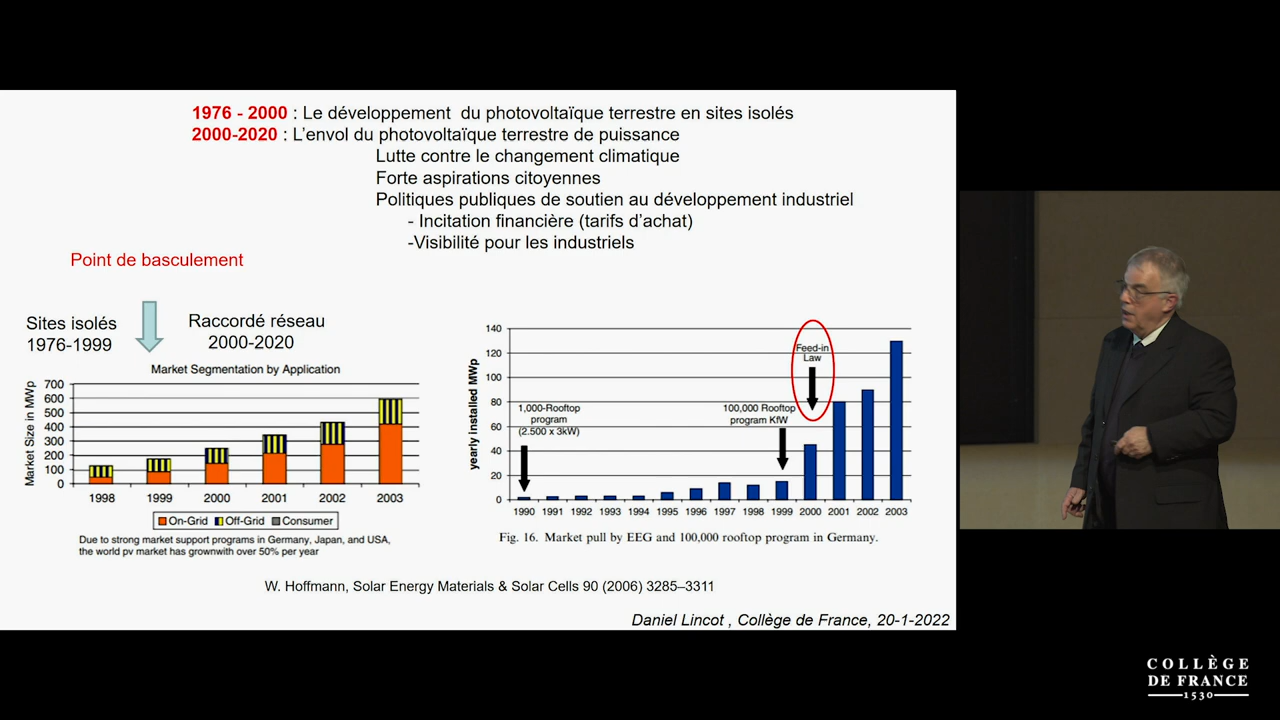 1976 - 2000 : Le développement du photovoltaïque terrestre en sites isolés
2000-2020 : L'envol du photovoltaïque terrestre de puissance
Lutte contre le changement climatique
Forte aspirations citoyennes
Politiques publiques de soutien au développement industriel
- Incitation financière (tarifs d'achat)
-Visibilité pour les industriels
Point de basculement
Sites isolés
1976-1999
Raccordé réseau
2000-2020
Market Segmentation by Application
Market Size in MWp
700
600
500
400
300
200
100
0
1998 1999 2000 2001 2002 2003
On-Grid Off-Grid Consumer
Due to strong market support programs in Germany, Japan, and USA,
the world pv market has grownwith over 50% per year
yearly installed MWp
140
120
100
80
60
40
20
0
1,000-Rooftop
program
(2.500 x 3kW)
100,000 Rooftop
program KfW
Feed-in
Law
1990 1991 1992 1993 1994 1995 1996 1997 1998 1999 2000 2001 2002 2003
Fig. 16. Market pull by EEG and 100,000 rooftop program in Germany.
W. Hoffmann, Solar Energy Materials & Solar Cells 90 (2006) 3285–3311
Daniel Lincot , Collège de France, 20-1-2022
COLLÈGE
DE FRANCE
1530